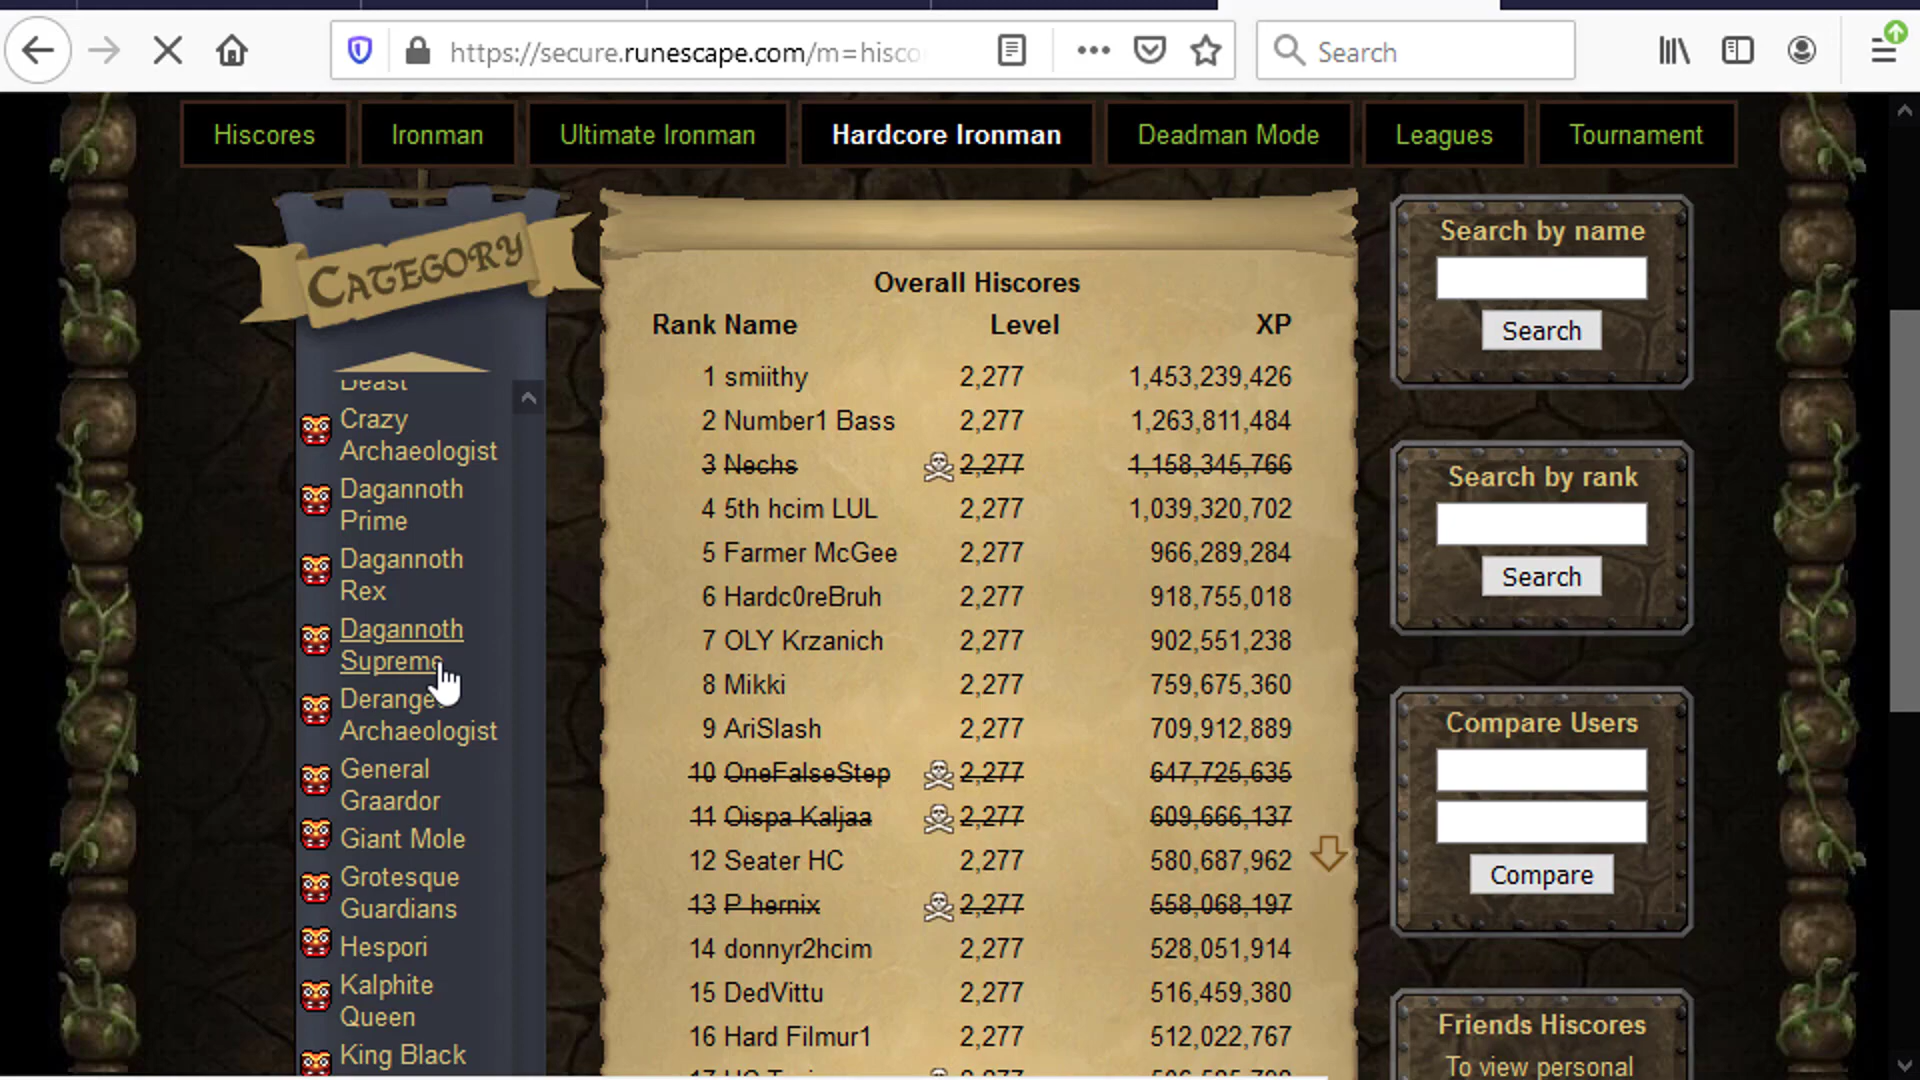 https://secure.runescape.com/m=hisco
Search
Hiscores
Ironman
Ultimate Ironman
Hardcore Ironman
Deadman Mode
Leagues
Tournament
CATEGORY
Beast
Crazy
Archaeologist
Dagannoth
Prime
Dagannoth
Rex
Dagannoth
Supreme
Deranged
Archaeologist
General
Graardor
Giant Mole
Grotesque
Guardians
Hespori
Kalphite
Queen
King Black
Overall Hiscores
Rank Name Level XP
1 smiithy 2,277 1,453,239,426
2 Number1 Bass 2,277 1,263,811,484
3 Nechs 2,277 1,158,345,766
4 5th hcim LUL 2,277 1,039,320,702
5 Farmer McGee 2,277 966,289,284
6 Hardc0reBruh 2,277 918,755,018
7 OLY Krzanich 2,277 902,551,238
8 Mikki 2,277 759,675,360
9 AriSlash 2,277 709,912,889
10 OneFalseStep 2,277 647,725,635
11 Oispa Kaljaa 2,277 609,666,137
12 Seater HC 2,277 580,687,962
13 P hernix 2,277 558,068,197
14 donnyr2hcim 2,277 528,051,914
15 DedVittu 2,277 516,459,380
16 Hard Filmur1 2,277 512,022,767
Search by name
Search
Search by rank
Search
Compare Users
Compare
Friends Hiscores
To view personal